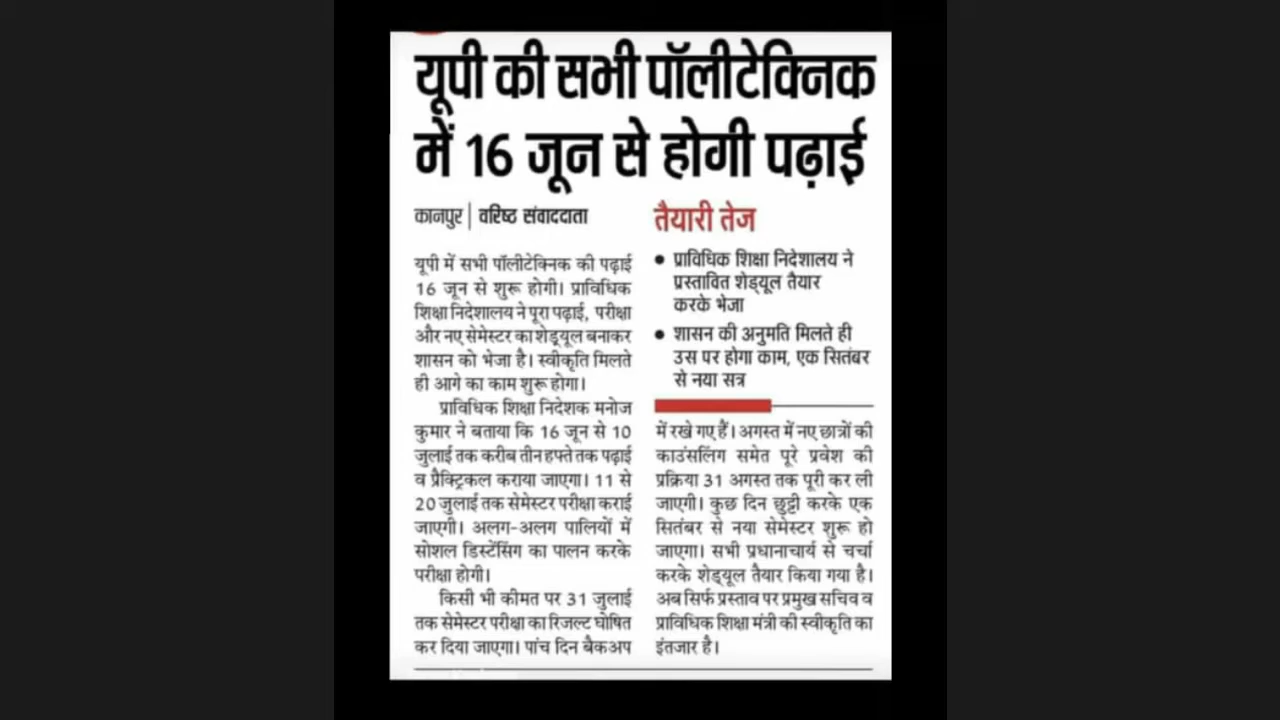 यूपी की सभी पॉलीटेक्निक
में 16 जून से होगी पढ़ाई
कानपुर | वरिष्ठ संवाददाता
यूपी में सभी पॉलीटेक्निक की पढ़ाई
16 जून से शुरू होगी। प्राविधिक
शिक्षा निदेशालय ने पूरा पढ़ाई, परीक्षा
और नए सेमेस्टर का शेड्यूल बनाकर
शासन को भेजा है। स्वीकृति मिलते
ही आगे का काम शुरू होगा।
प्राविधिक शिक्षा निदेशक मनोज
कुमार ने बताया कि 16 जून से 10
जुलाई तक करीब तीन हफ्ते तक पढ़ाई
व प्रैक्ट्रिकल कराया जाएगा। 11 से
20 जुलाई तक सेमेस्टर परीक्षा कराई
जाएगी। अलग-अलग पालियों में
सोशल डिस्टेंसिंग का पालन करके
परीक्षा होगी।
किसी भी कीमत पर 31 जुलाई
तक सेमेस्टर परीक्षा का रिजल्ट घोषित
कर दिया जाएगा। पांच दिन बैकअप
तैयारी तेज
● प्राविधिक शिक्षा निदेशालय ने
प्रस्तावित शेड्यूल तैयार
करके भेजा
● शासन की अनुमति मिलते ही
उस पर होगा काम, एक सितंबर
से नया सत्र
में रखे गए हैं। अगस्त में नए छात्रों की
काउंसलिंग समेत पूरे प्रवेश की
प्रक्रिया 31 अगस्त तक पूरी कर ली
जाएगी। कुछ दिन छुट्टी करके एक
सितंबर से नया सेमेस्टर शुरू हो
जाएगा। सभी प्रधानाचार्य से चर्चा
करके शेड्यूल तैयार किया गया है।
अब सिर्फ प्रस्ताव पर प्रमुख सचिव व
प्राविधिक शिक्षा मंत्री की स्वीकृति का
इंतजार है।